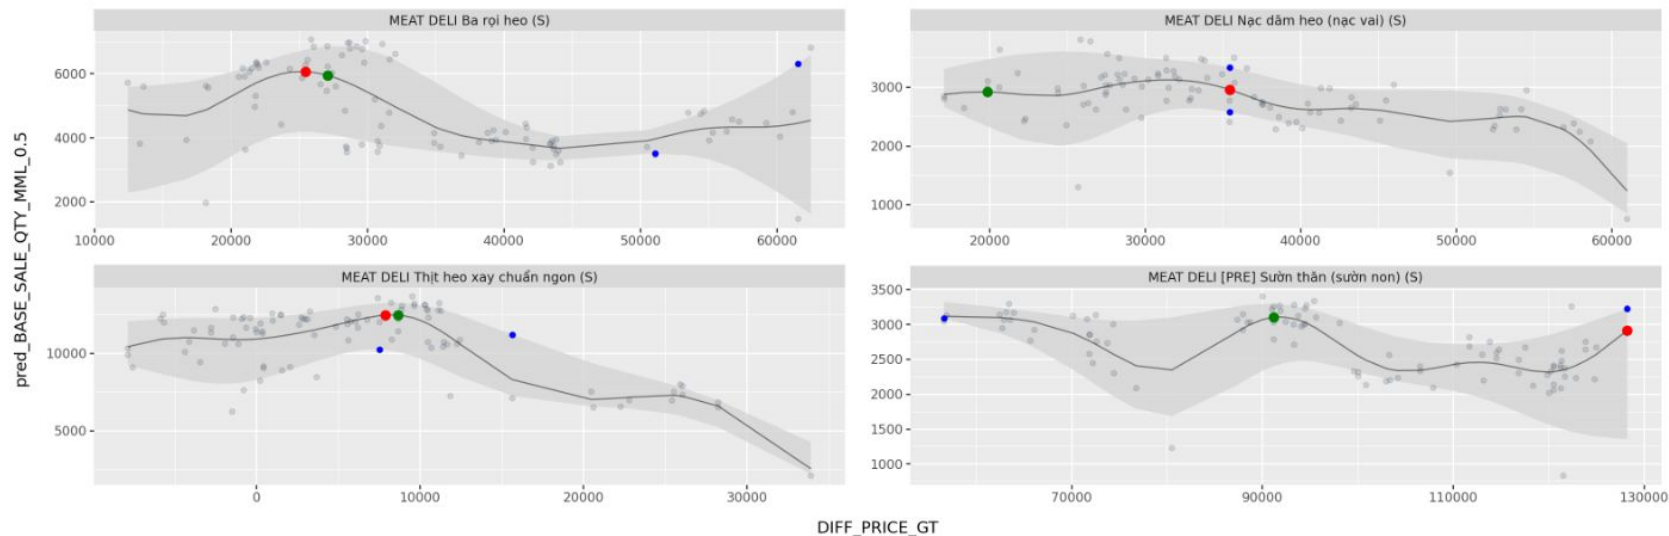 MEAT DELI Ba rọi heo (S)
MEAT DELI Nạc dăm heo (nạc vai) (S)
6000
4000
2000
10000 20000 30000 40000 50000 60000
3000
2000
1000
20000 30000 40000 50000 60000
pred_BASE_SALE_QTY_MML_0.5
MEAT DELI Thịt heo xay chuẩn ngon (S)
MEAT DELI [PRE] Sườn thăn (sườn non) (S)
10000
5000
0 10000 20000 30000
3500
3000
2500
2000
1500
1000
70000 90000 110000 130000
DIFF_PRICE_GT